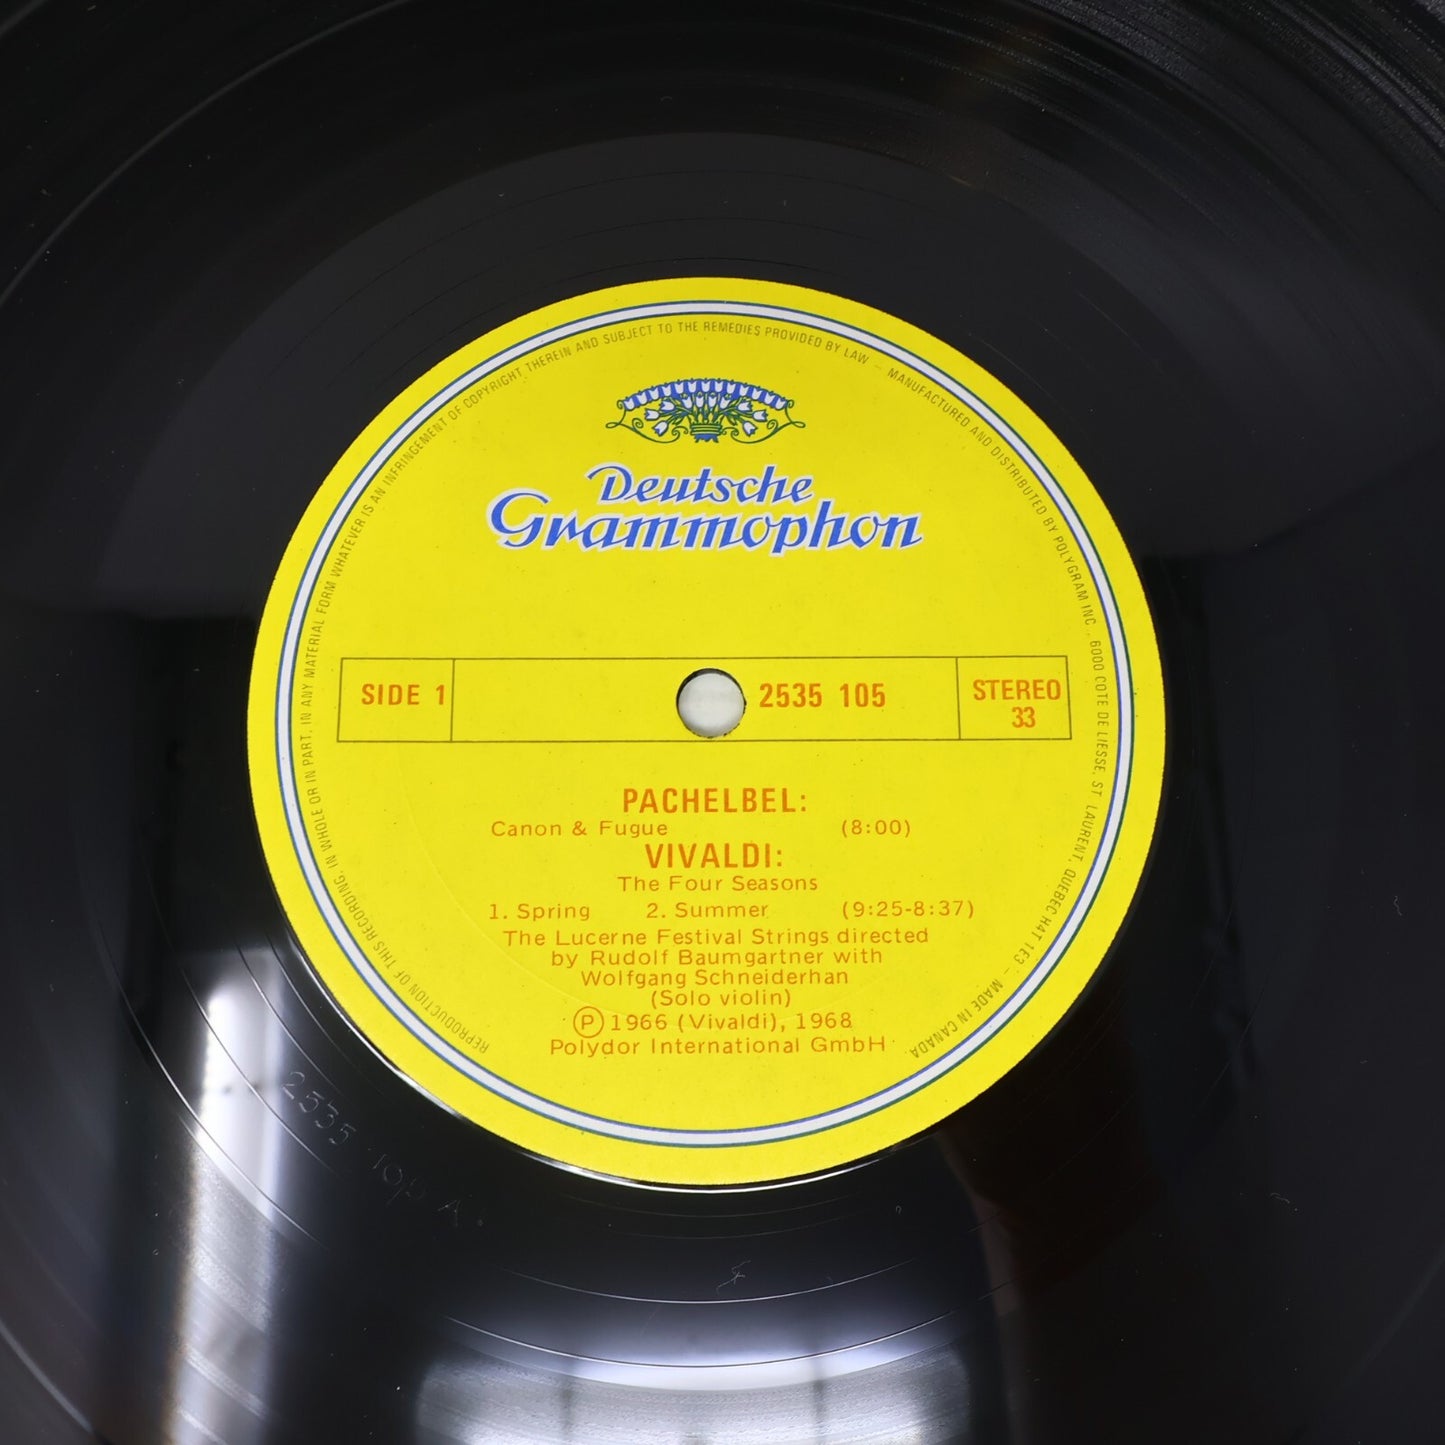 REPRODUCTION OF THIS RECORDING, IN WHOLE OR IN PART, IN ANY MATERIAL FORM WHATEVER IS AN INFRINGEMENT OF COPYRIGHT THEREIN AND SUBJECT TO THE REMEDIES PROVIDED BY LAW – MANUFACTURED AND DISTRIBUTED BY POLYGRAM INC., 6000 COTE DE LIESSE, ST. LAURENT, QUEBEC H4T 1E3 – MADE IN CANADA
Deutsche
Grammophon
SIDE 1
2535 105
STEREO
33
PACHELBEL:
Canon & Fugue (8:00)
VIVALDI:
The Four Seasons
1. Spring 2. Summer (9:25-8:37)
The Lucerne Festival Strings directed
by Rudolf Baumgartner with
Wolfgang Schneiderhan
(Solo violin)
Ⓟ 1966 (Vivaldi), 1968
Polydor International GmbH
2535